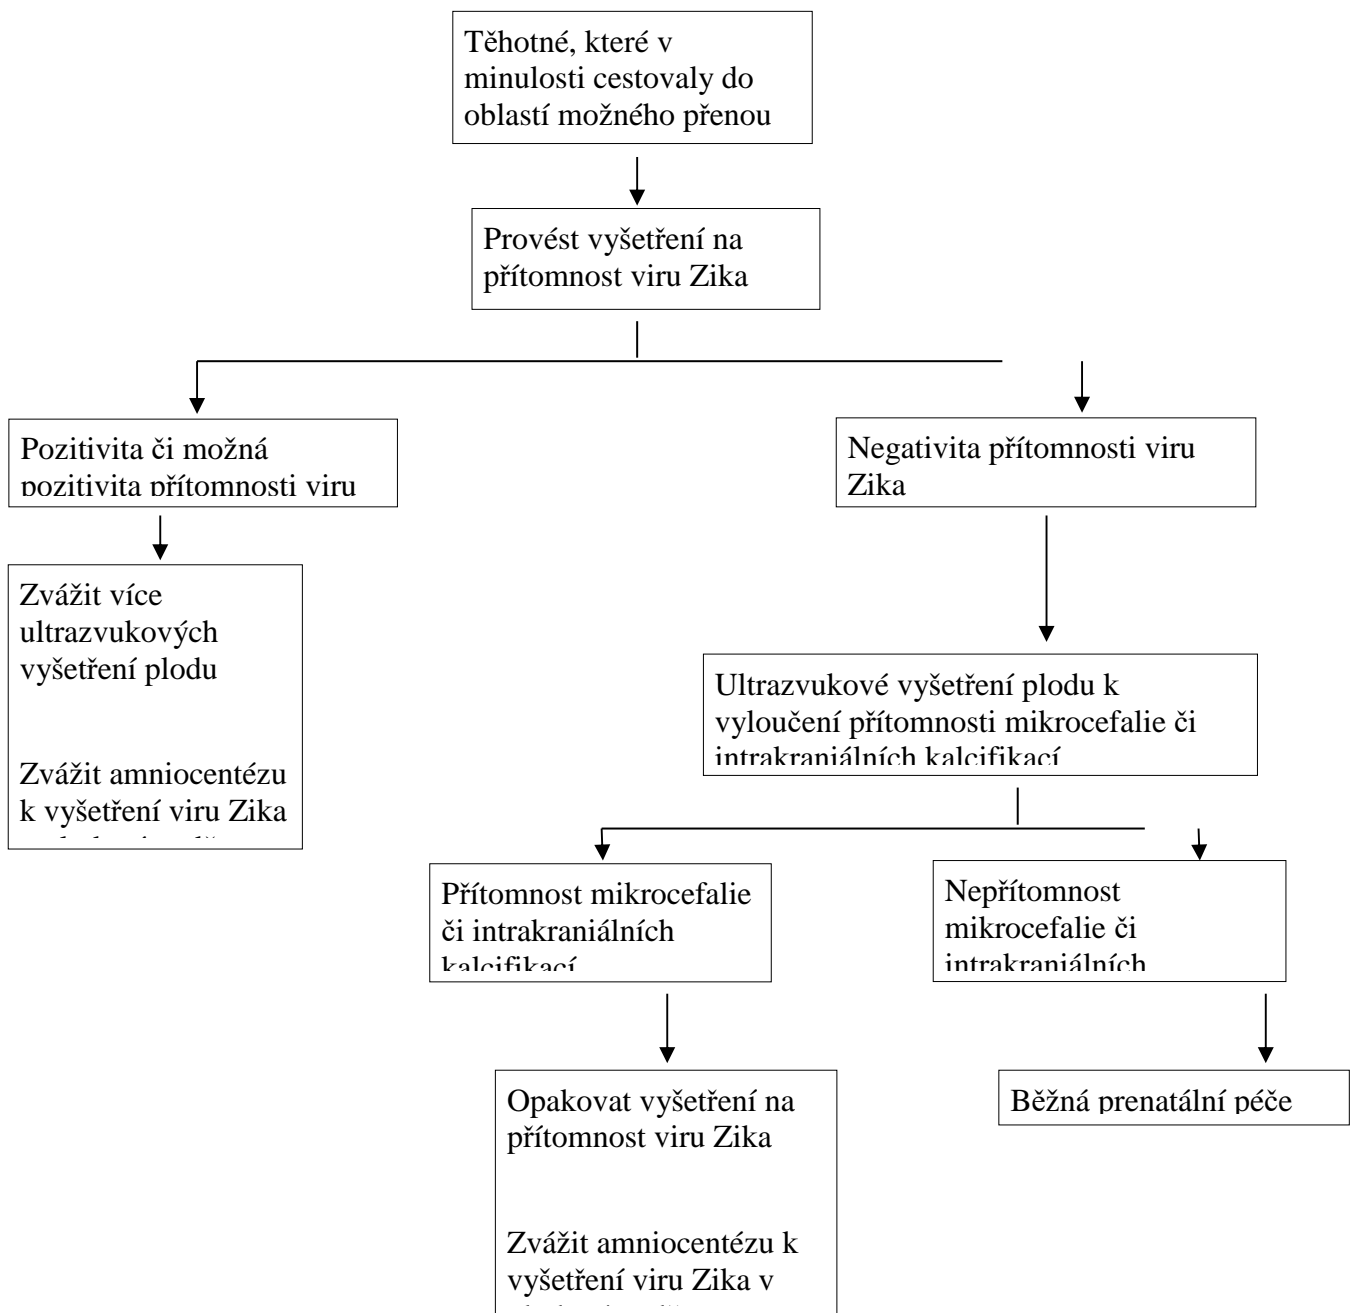 Těhotné, které v
minulosti cestovaly do
oblastí možného přenou
Provést vyšetření na
přítomnost viru Zika
Pozitivita či možná
pozitivita přítomnosti viru
Negativita přítomnosti viru
Zika
Zvážit více
ultrazvukových
vyšetření plodu
Zvážit amniocentézu
k vyšetření viru Zika
Ultrazvukové vyšetření plodu k
vyloučení přítomnosti mikrocefalie či
intrakraniálních kalcifikací
Přítomnost mikrocefalie
či intrakraniálních
kalcifikací
Nepřítomnost
mikrocefalie či
intrakraniálních
Opakovat vyšetření na
přítomnost viru Zika
Zvážit amniocentézu k
vyšetření viru Zika v
Běžná prenatální péče